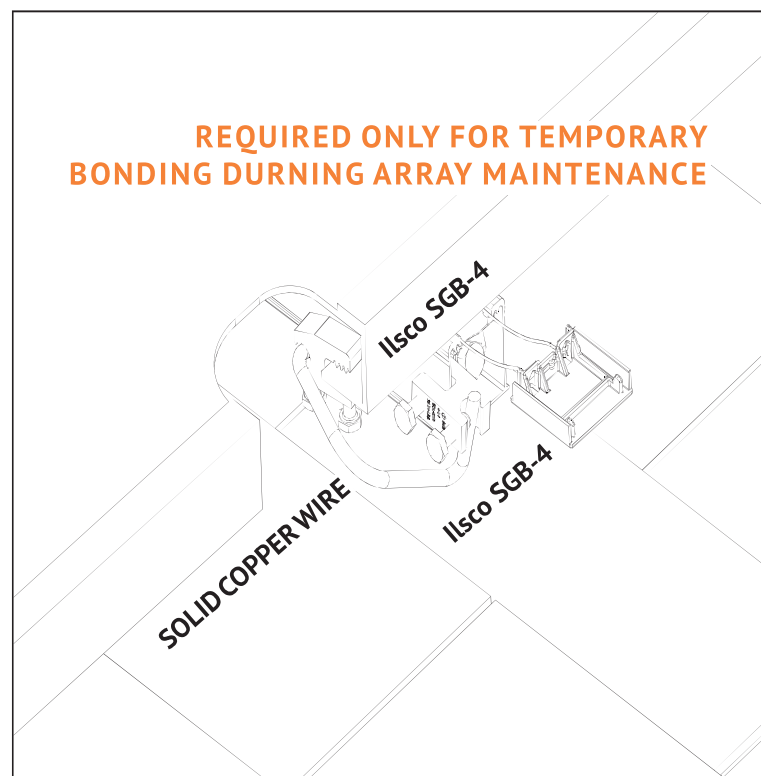 REQUIRED ONLY FOR TEMPORARY
BONDING DURNING ARRAY MAINTENANCE
Ilsco SGB-4
Ilsco SGB-4
SOLID COPPER WIRE